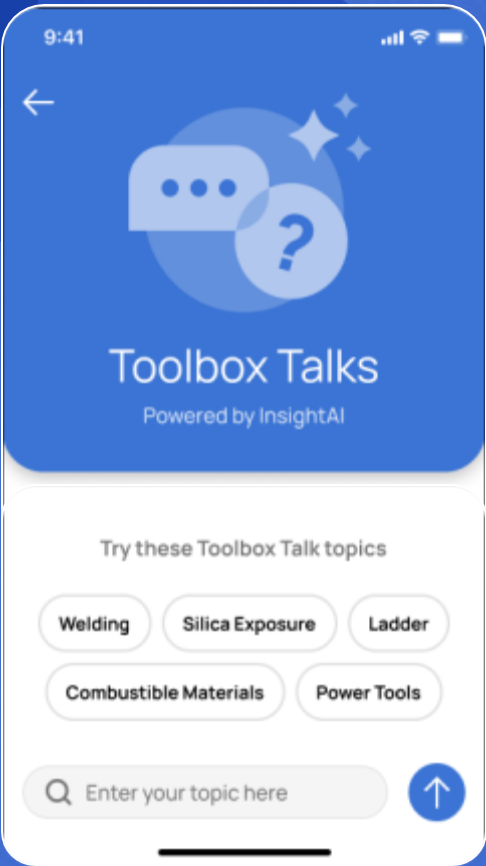 9:41
?
Toolbox Talks
Powered by InsightAI
Try these Toolbox Talk topics
Welding Silica Exposure Ladder
Combustible Materials Power Tools
Enter your topic here